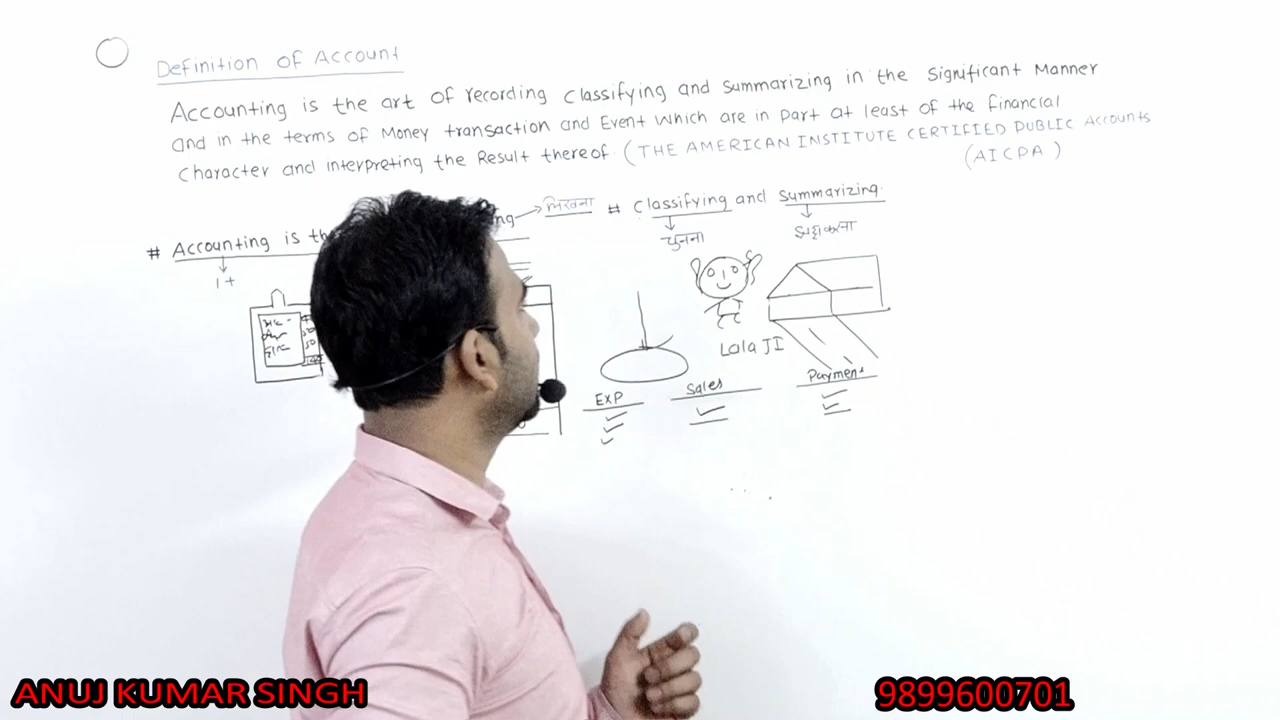 Definition of Account
Accounting is the art of recording classifying and summarizing in the significant Manner
and in the terms of Money transaction and Event Which are in part at least of the financial
character and interpreting the Result thereof (THE AMERICAN INSTITUTE CERTIFIED PUBLIC Accounts
(AICPA)
# Accounting is the
ng → लिखना # Classifying and Summarizing.
चुनना
1+
Lala JI
EXP Sales Payment
ANUJ KUMAR SINGH 9899600701